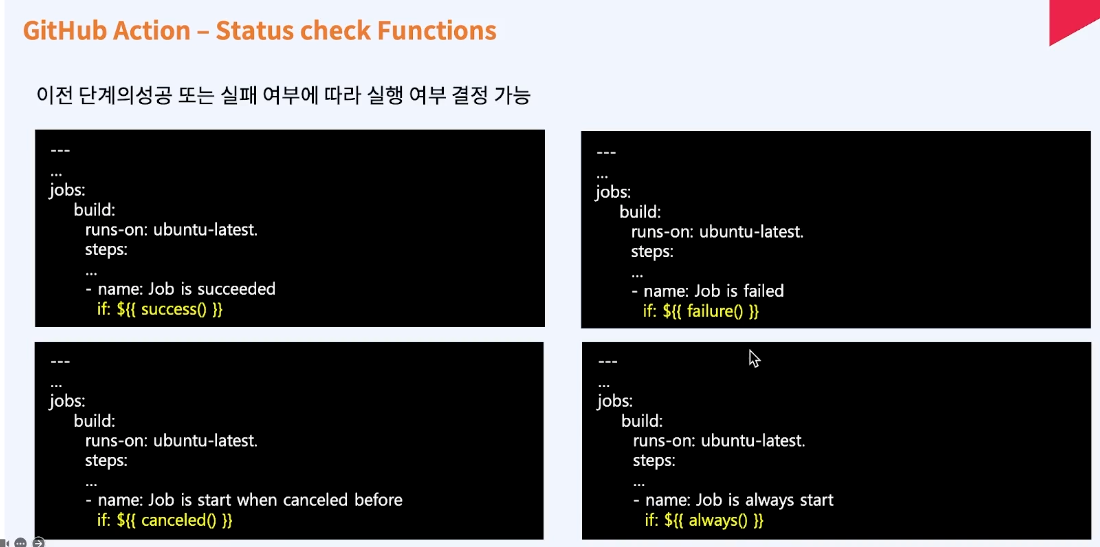 GitHub Action – Status check Functions
이전 단계의성공 또는 실패 여부에 따라 실행 여부 결정 가능
---
...
jobs:
build:
runs-on: ubuntu-latest.
steps:
...
- name: Job is succeeded
if: ${{ success() }}
---
...
jobs:
build:
runs-on: ubuntu-latest.
steps:
...
- name: Job is failed
if: ${{ failure() }}
---
...
jobs:
build:
runs-on: ubuntu-latest.
steps:
...
- name: Job is start when canceled before
if: ${{ canceled() }}
---
...
jobs:
build:
runs-on: ubuntu-latest.
steps:
...
- name: Job is always start
if: ${{ always() }}